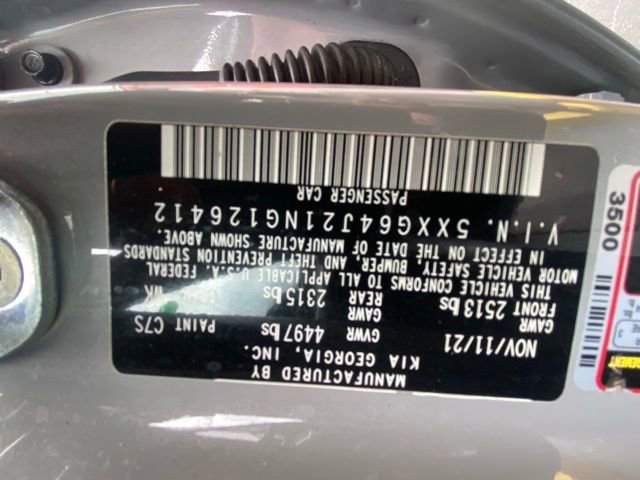 MANUFACTURED BY
KIA GEORGIA, INC.
NOV/11/21 GVWR 4497lbs PAINT C7S
GAWR FRONT 2513lbs
GAWR REAR 2315lbs WK
THIS VEHICLE CONFORMS TO ALL APPLICABLE U.S.A. FEDERAL
MOTOR VEHICLE SAFETY, BUMPER, AND THEFT PREVENTION STANDARDS
IN EFFECT ON THE DATE OF MANUFACTURE SHOWN ABOVE.
V.I.N. 5XXG64J21NG126412
PASSENGER CAR
3500